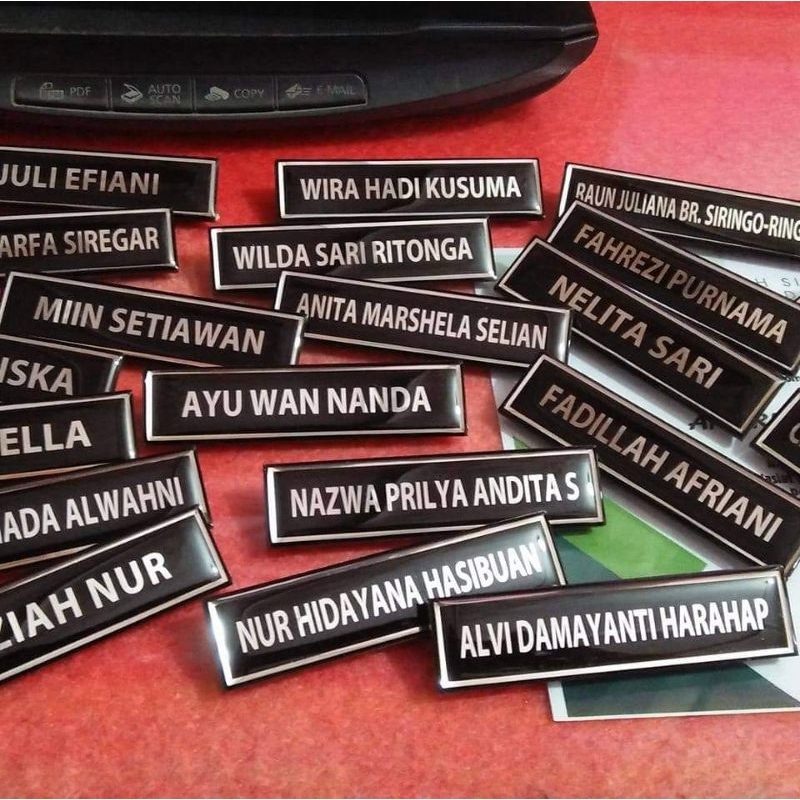 PDF
AUTO
SCAN
COPY
E-MAIL
JULI EFIANI
WIRA HADI KUSUMA
RAUN JULIANA BR. SIRINGO-RING
ARFA SIREGAR
WILDA SARI RITONGA
FAHREZI PURNAMA
MIIN SETIAWAN
ANITA MARSHELA SELIAN
NELITA SARI
ISKA
AYU WAN NANDA
ELLA
FADILLAH AFRIANI
NAZWA PRILYA ANDITA S
ADA ALWAHNI
ZIAH NUR
NUR HIDAYANA HASIBUAN
ALVI DAMAYANTI HARAHAP